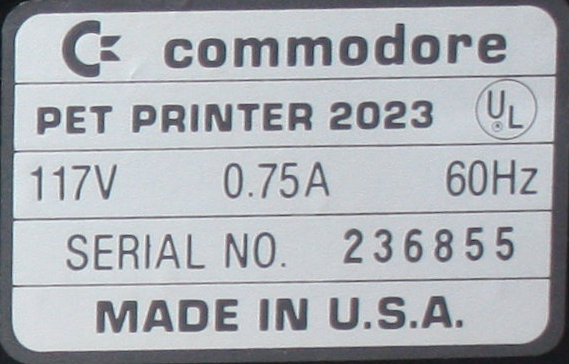 commodore
PET PRINTER 2023 UL
117V 0.75A 60Hz
SERIAL NO. 236855
MADE IN U.S.A.